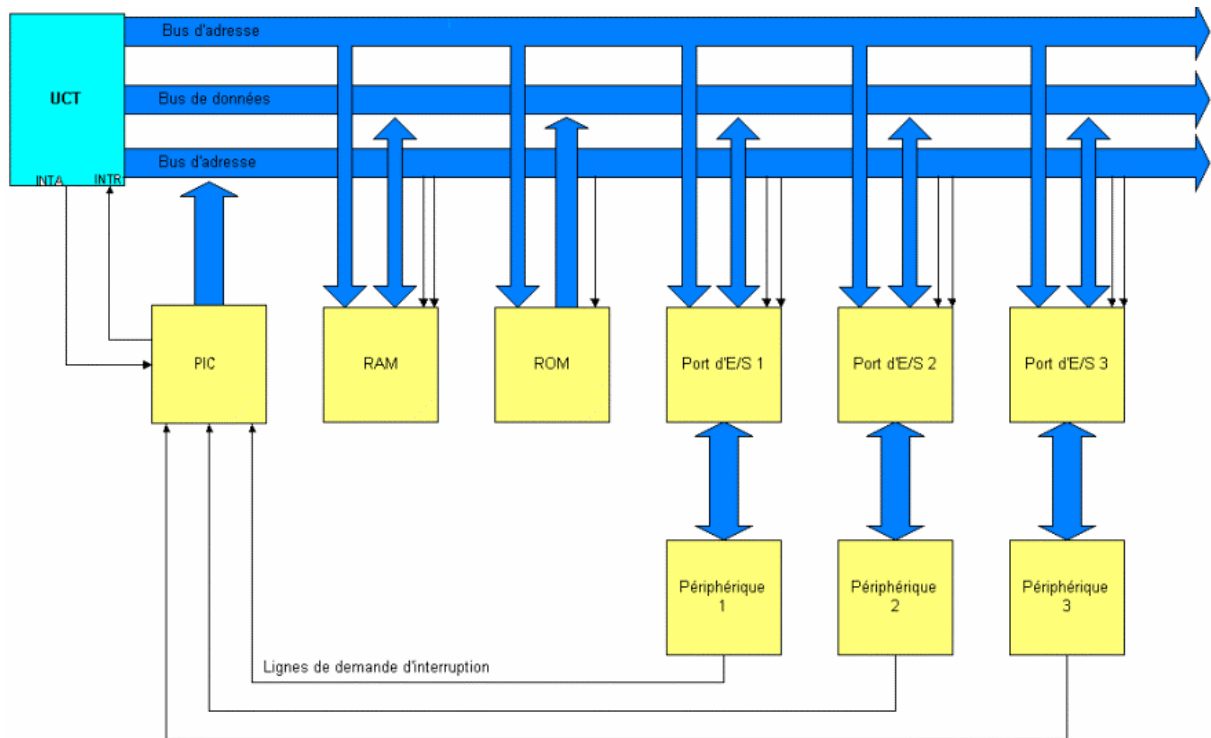 Bus d'adresse
UCT
Bus de données
Bus d'adresse
INTA
INTR
PIC
RAM
ROM
Port d'E/S 1
Port d'E/S 2
Port d'E/S 3
Périphérique
1
Périphérique
2
Périphérique
3
Lignes de demande d'interruption